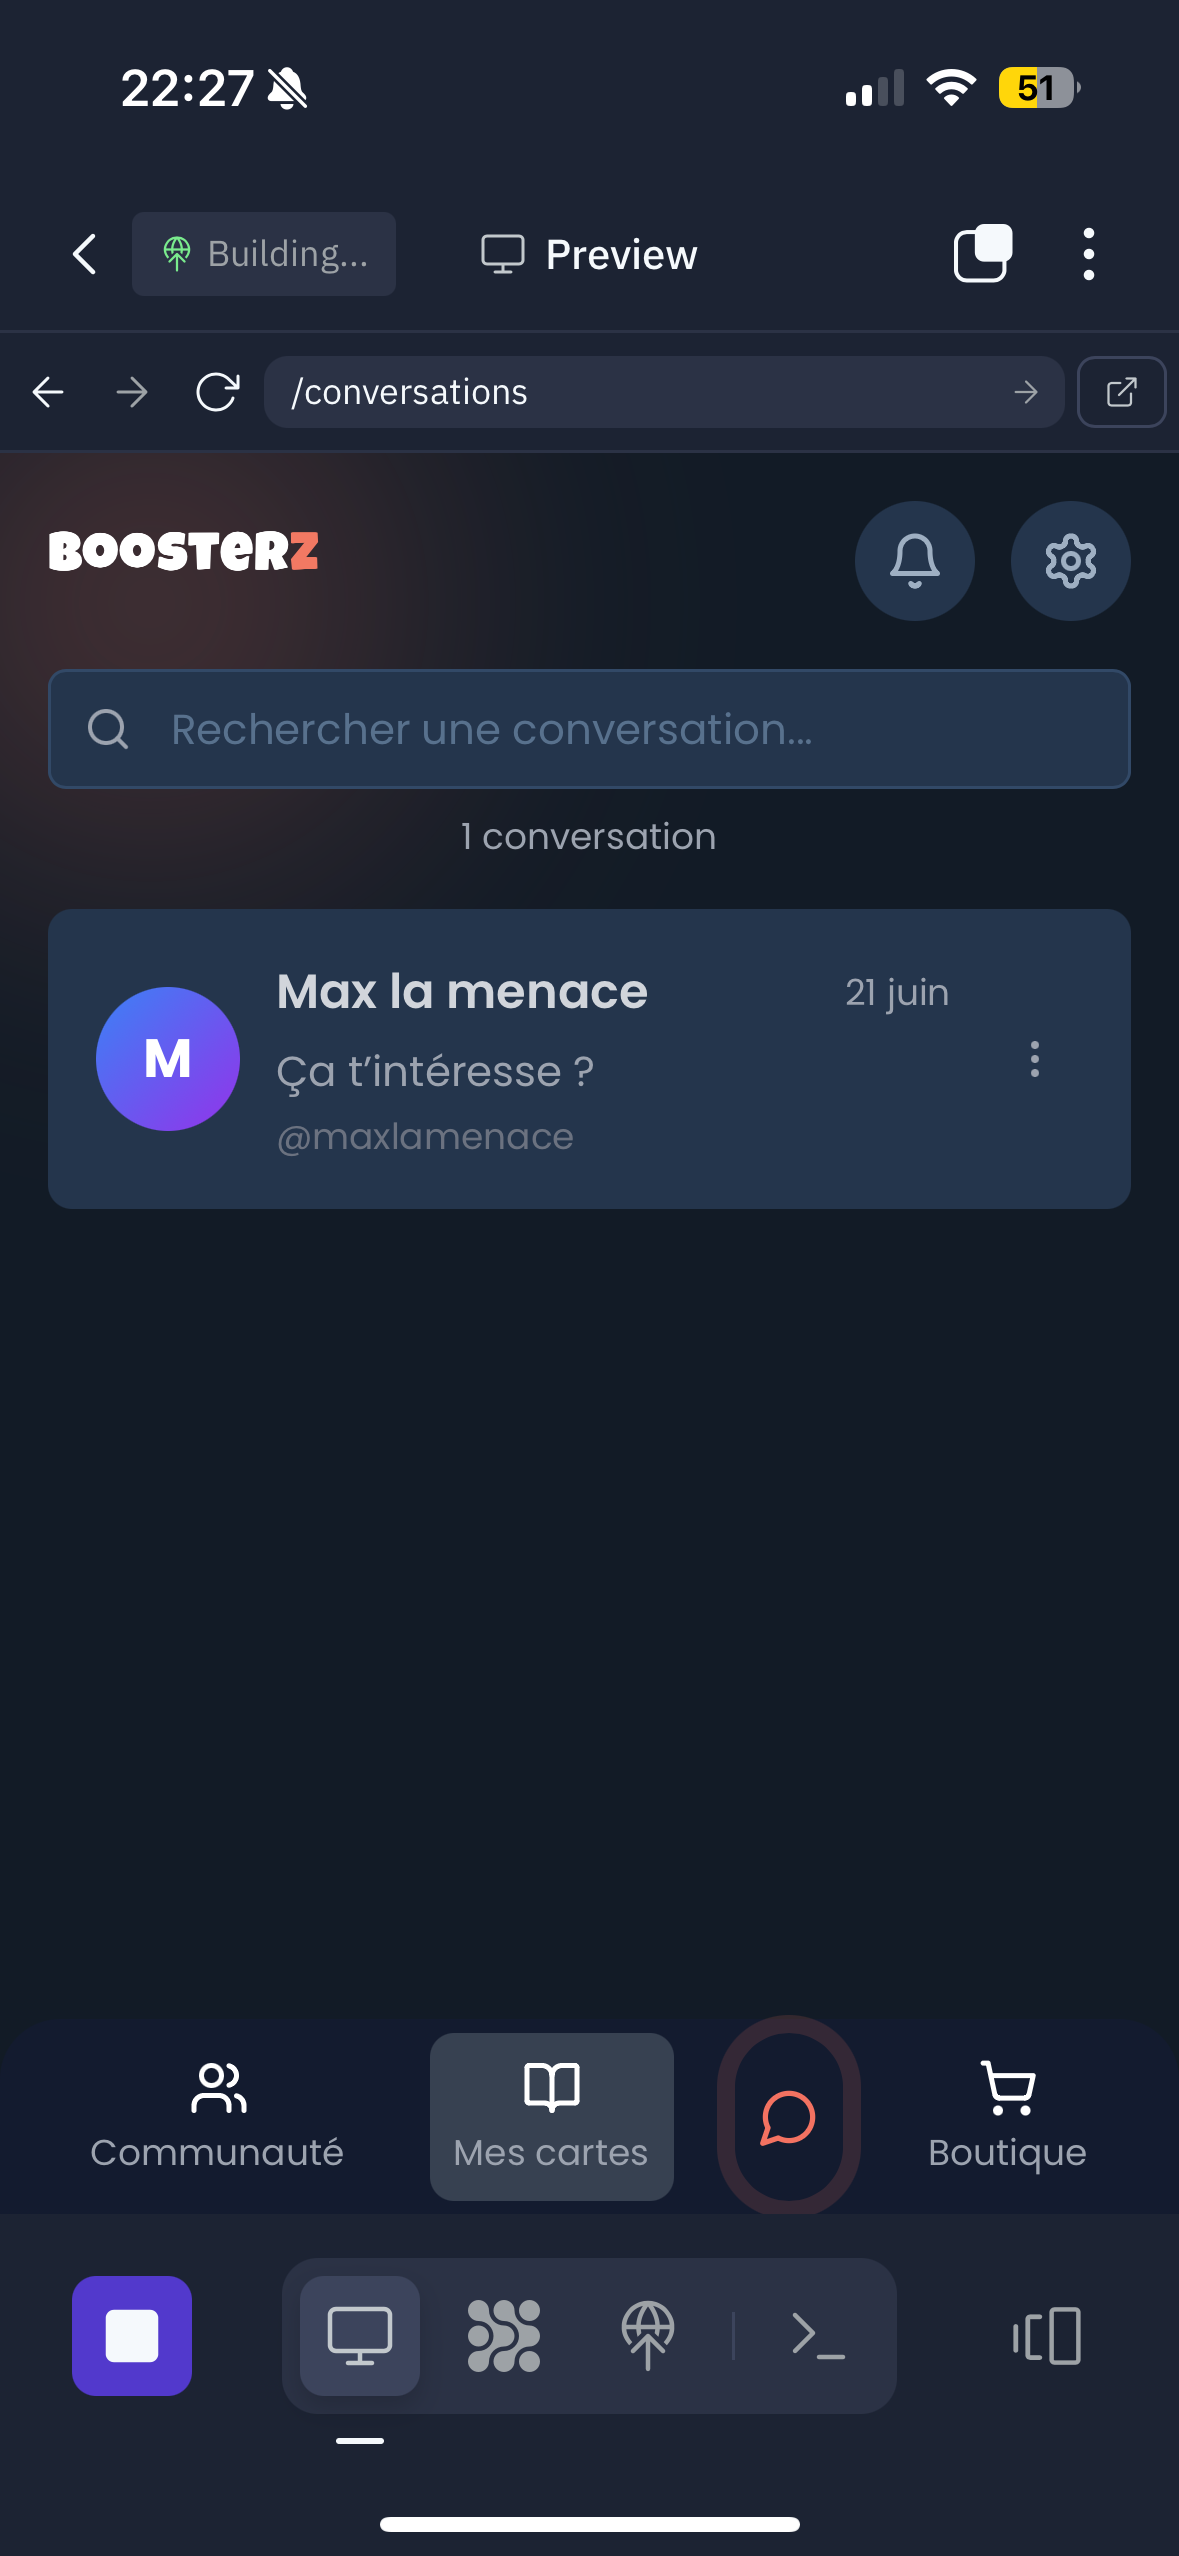 22:27
51
Building...
Preview
/conversations
BOOSTERZ
Rechercher une conversation...
1 conversation
M
Max la menace
21 juin
Ça t’intéresse ?
@maxlamenace
Communauté
Mes cartes
Boutique